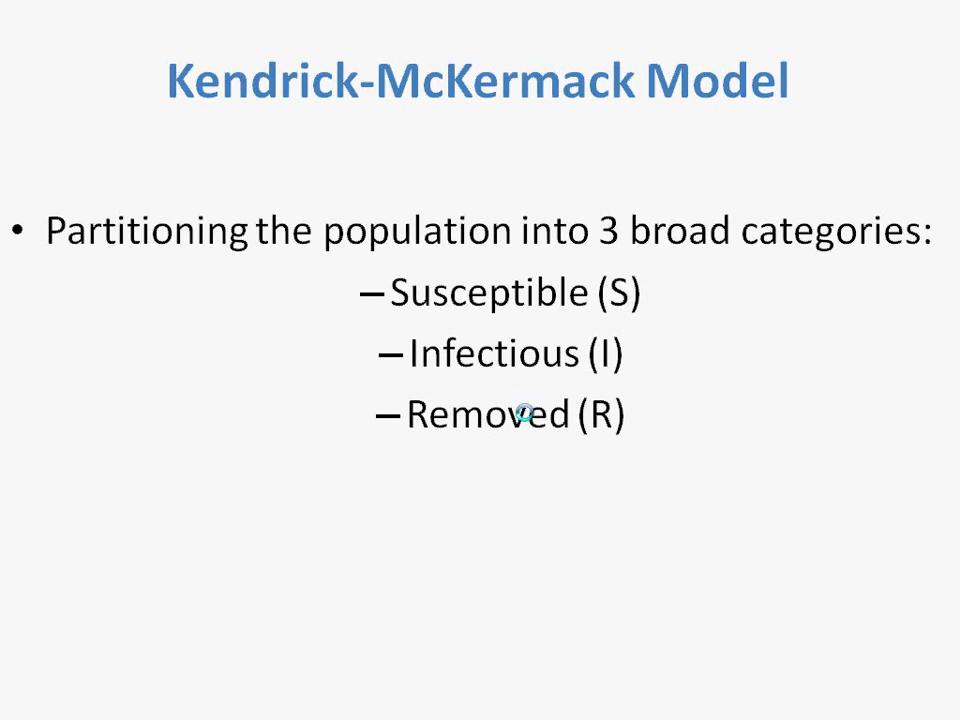 Kendrick-McKermack Model
• Partitioning the population into 3 broad categories:
– Susceptible (S)
– Infectious (I)
– Removed (R)